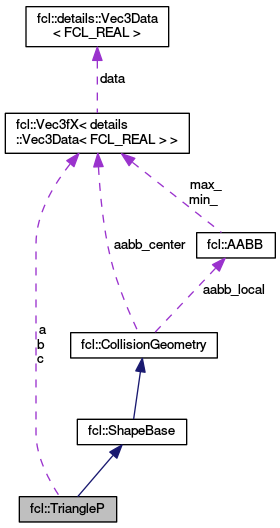 fcl::details::Vec3Data
< FCL_REAL >
data
fcl::Vec3fX< details
::Vec3Data< FCL_REAL > >
max_
min_
fcl::AABB
aabb_center
aabb_local
a
b
c
fcl::CollisionGeometry
fcl::ShapeBase
fcl::TriangleP